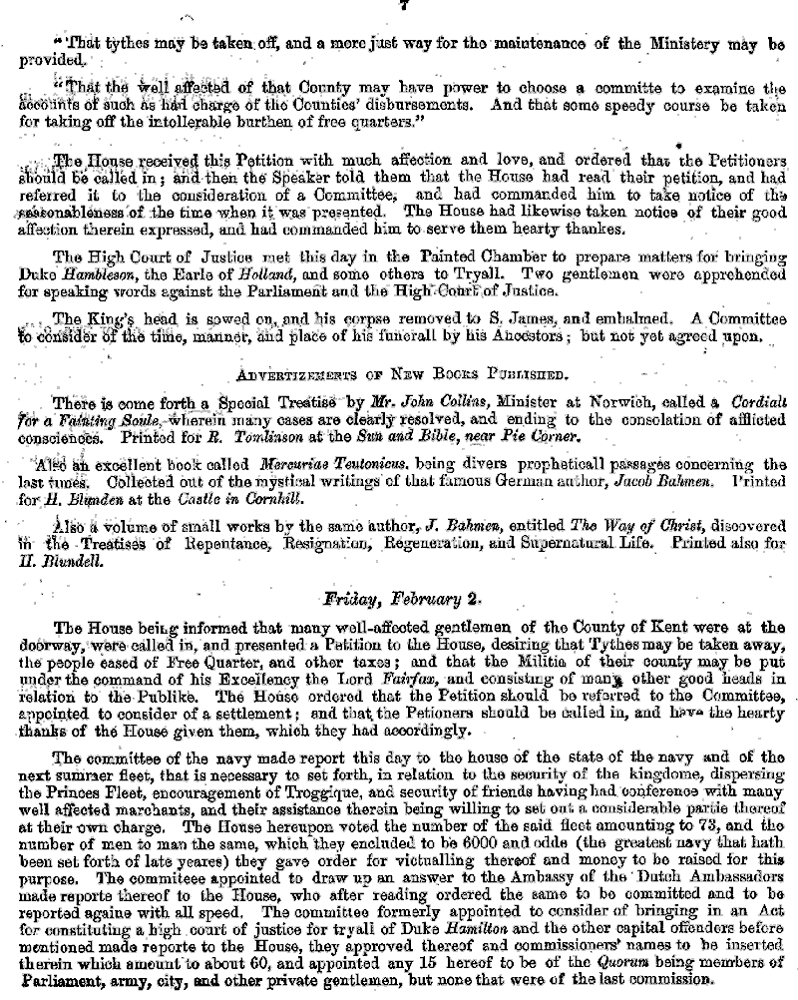 7
"That tythes may be taken off, and a more just way for the maintenance of the Ministery may be
provided.
"That the well affected of that County may have power to choose a committe to examine the
accounts of such as had charge of the Counties' disbursements. And that some speedy course be taken
for taking off the intollerable burthen of free quarters."
The House received this Petition with much affection and love, and ordered that the Petitioners
should be called in; and then the Speaker told them that the House had read their petition, and had
referred it to the consideration of a Committee, and had commanded him to take notice of the
seasonableness of the time when it was presented. The House had likewise taken notice of their good
affection therein expressed, and had commanded him to serve them hearty thankes.
The High Court of Justice met this day in the Painted Chamber to prepare matters for bringing
Duke Hambleson, the Earle of Holland, and some others to Tryall. Two gentlemen were apprehended
for speaking words against the Parliament and the High Court of Justice.
The King's head is sowed on, and his corpse removed to S. James, and embalmed. A Committee
to consider of the time, manner, and place of his funerall by his Ancestors; but not yet agreed upon.
ADVERTIZEMENTS OF NEW BOOKS PUBLISHED.
There is come forth a Special Treatise by Mr. John Collins, Minister at Norwich, called a Cordiall
for a Fainting Soule, wherein many cases are clearly resolved, and ending to the consolation of afflicted
consciences. Printed for R. Tomlinson at the Sun and Bible, near Pie Corner.
Also an excellent book called Mercurius Teutonicus, being divers propheticall passages concerning the
last times. Collected out of the mystical writings of that famous German author, Jacob Bahmen. Printed
for H. Blunden at the Castle in Cornhill.
Also a volume of small works by the same author, J. Bahmen, entitled The Way of Christ, discovered
in the Treatises of Repentance, Resignation, Regeneration, and Supernatural Life. Printed also for
H. Blundell.
Friday, February 2.
The House being informed that many well-affected gentlemen of the County of Kent were at the
doorway, were called in, and presented a Petition to the House, desiring that Tythes may be taken away,
the people eased of Free Quarter, and other taxes; and that the Militia of their county may be put
under the command of his Excellency the Lord Fairfax, and consisting of many other good heads in
relation to the Publike. The House ordered that the Petition should be referred to the Committee,
appointed to consider of a settlement; and that the Petioners should be called in, and have the hearty
thanks of the House given them, which they had accordingly.
The committee of the navy made report this day to the house of the state of the navy and of the
next summer fleet, that is necessary to set forth, in relation to the security of the kingdome, dispersing
the Princes Fleet, encouragement of Troggique, and security of friends having had conference with many
well affected marchants, and their assistance therein being willing to set out a considerable partie thereof
at their own charge. The House hereupon voted the number of the said fleet amounting to 73, and the
number of men to man the same, which they encluded to be 6000 and odde (the greatest navy that hath
been set forth of late yeares) they gave order for victualling thereof and money to be raised for this
purpose. The commiteee appointed to draw up an answer to the Ambassy of the Dutch Ambassadors
made reporte thereof to the House, who after reading ordered the same to be committed and to be
reported againe with all speed. The committee formerly appointed to consider of bringing in an Act
for constituting a high court of justice for tryall of Duke Hamilton and the other capital offenders before
mentioned made reporte to the House, they approved thereof and commissioners' names to be inserted
therein which amount to about 60, and appointed any 15 hereof to be of the Quorum being members of
Parliament, army, city, and other private gentlemen, but none that were of the last commission.